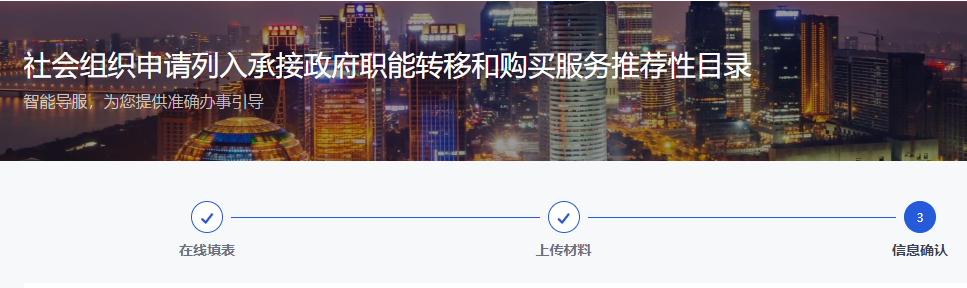 社会组织申请列入承接政府职能转移和购买服务推荐性目录
智能导服，为您提供准确办事引导
3
在线填表
上传材料
信息确认